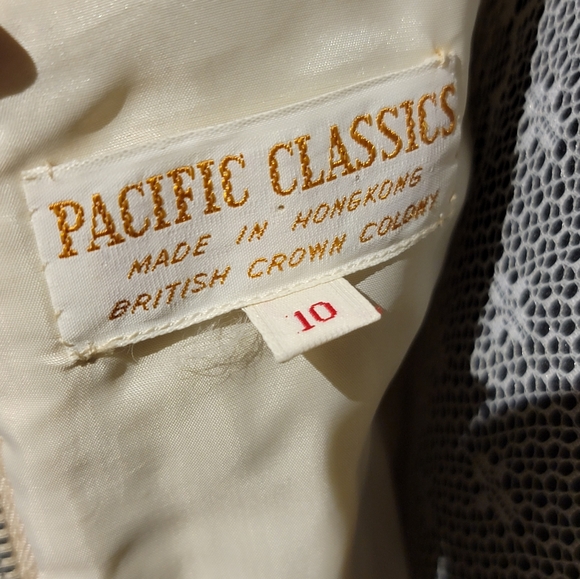 PACIFIC CLASSICS
MADE IN HONGKONG
BRITISH CROWN COLONY
10